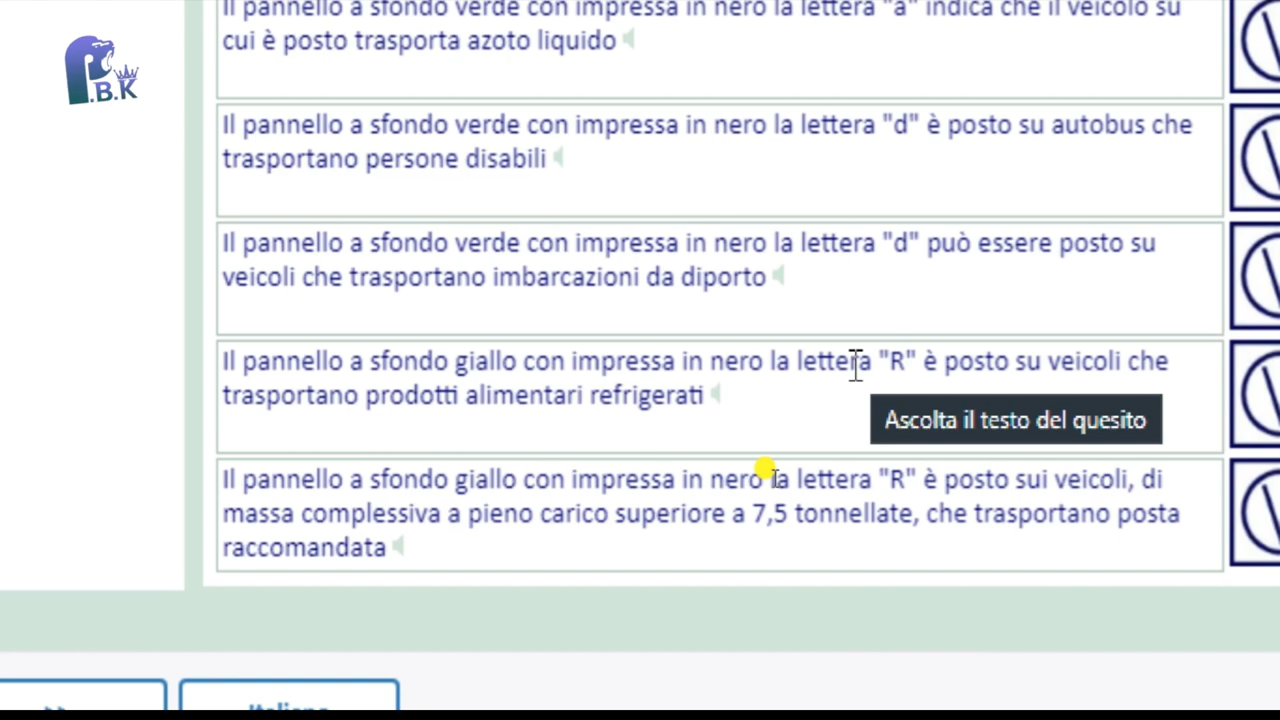 Il pannello a sfondo verde con impressa in nero la lettera "a" indica che il veicolo su
cui è posto trasporta azoto liquido
P.B.K
Il pannello a sfondo verde con impressa in nero la lettera "d" è posto su autobus che
trasportano persone disabili
Il pannello a sfondo verde con impressa in nero la lettera "d" può essere posto su
veicoli che trasportano imbarcazioni da diporto
Il pannello a sfondo giallo con impressa in nero la lettera "R" è posto su veicoli che
trasportano prodotti alimentari refrigerati
Ascolta il testo del quesito
Il pannello a sfondo giallo con impressa in nero la lettera "R" è posto sui veicoli, di
massa complessiva a pieno carico superiore a 7,5 tonnellate, che trasportano posta
raccomandata
>>
Italiano